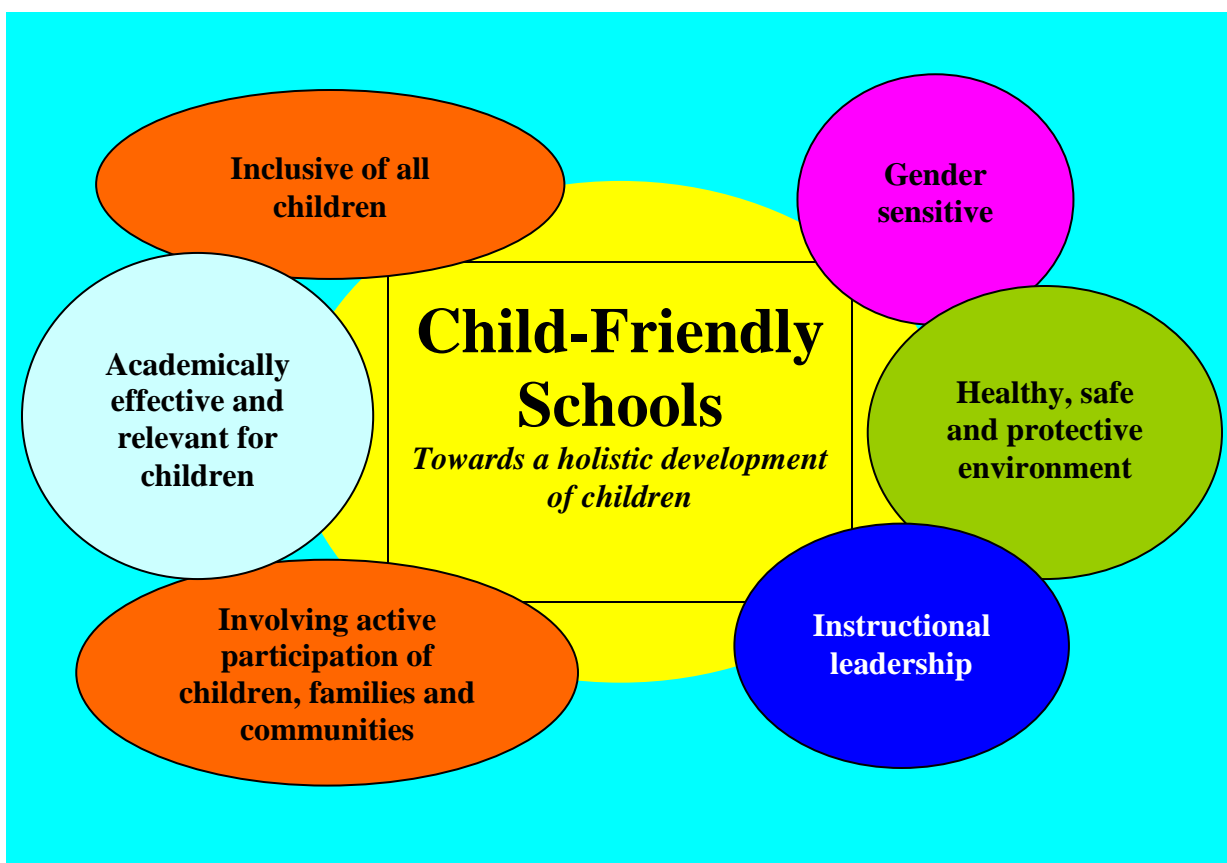 Inclusive of all
children
Gender
sensitive
Child-Friendly
Schools
Towards a holistic development
of children
Academically
effective and
relevant for
children
Healthy, safe
and protective
environment
Involving active
participation of
children, families and
communities
Instructional
leadership